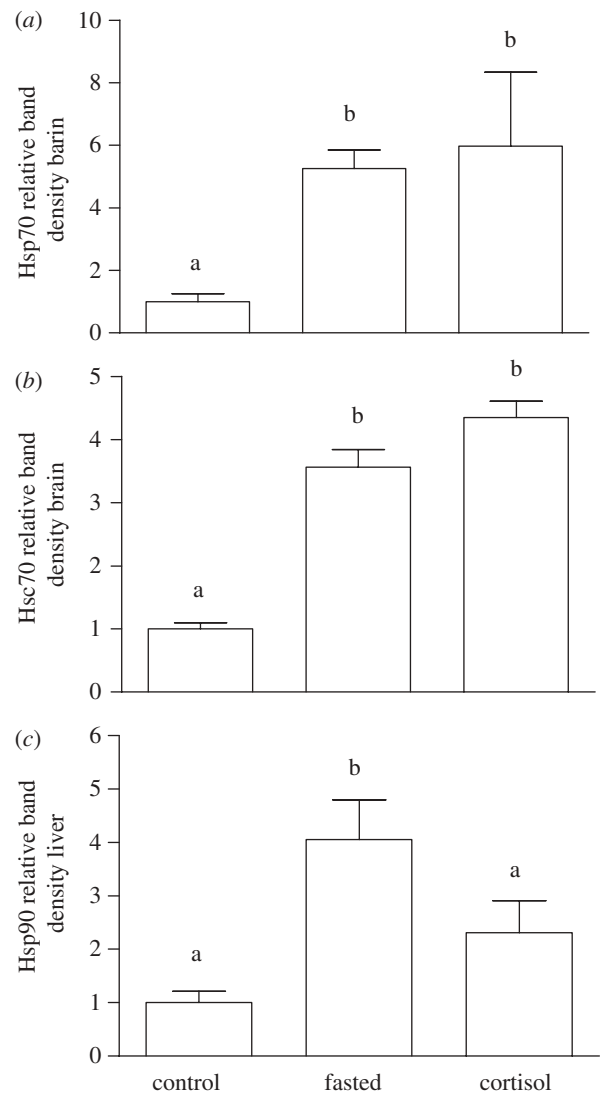 (a)
Hsp70 relative band
density barin
10
8
6
4
2
0
a
b
b
(b)
Hsc70 relative band
density brain
5
4
3
2
1
0
a
b
b
(c)
Hsp90 relative band
density liver
6
5
4
3
2
1
0
a
b
a
control fasted cortisol